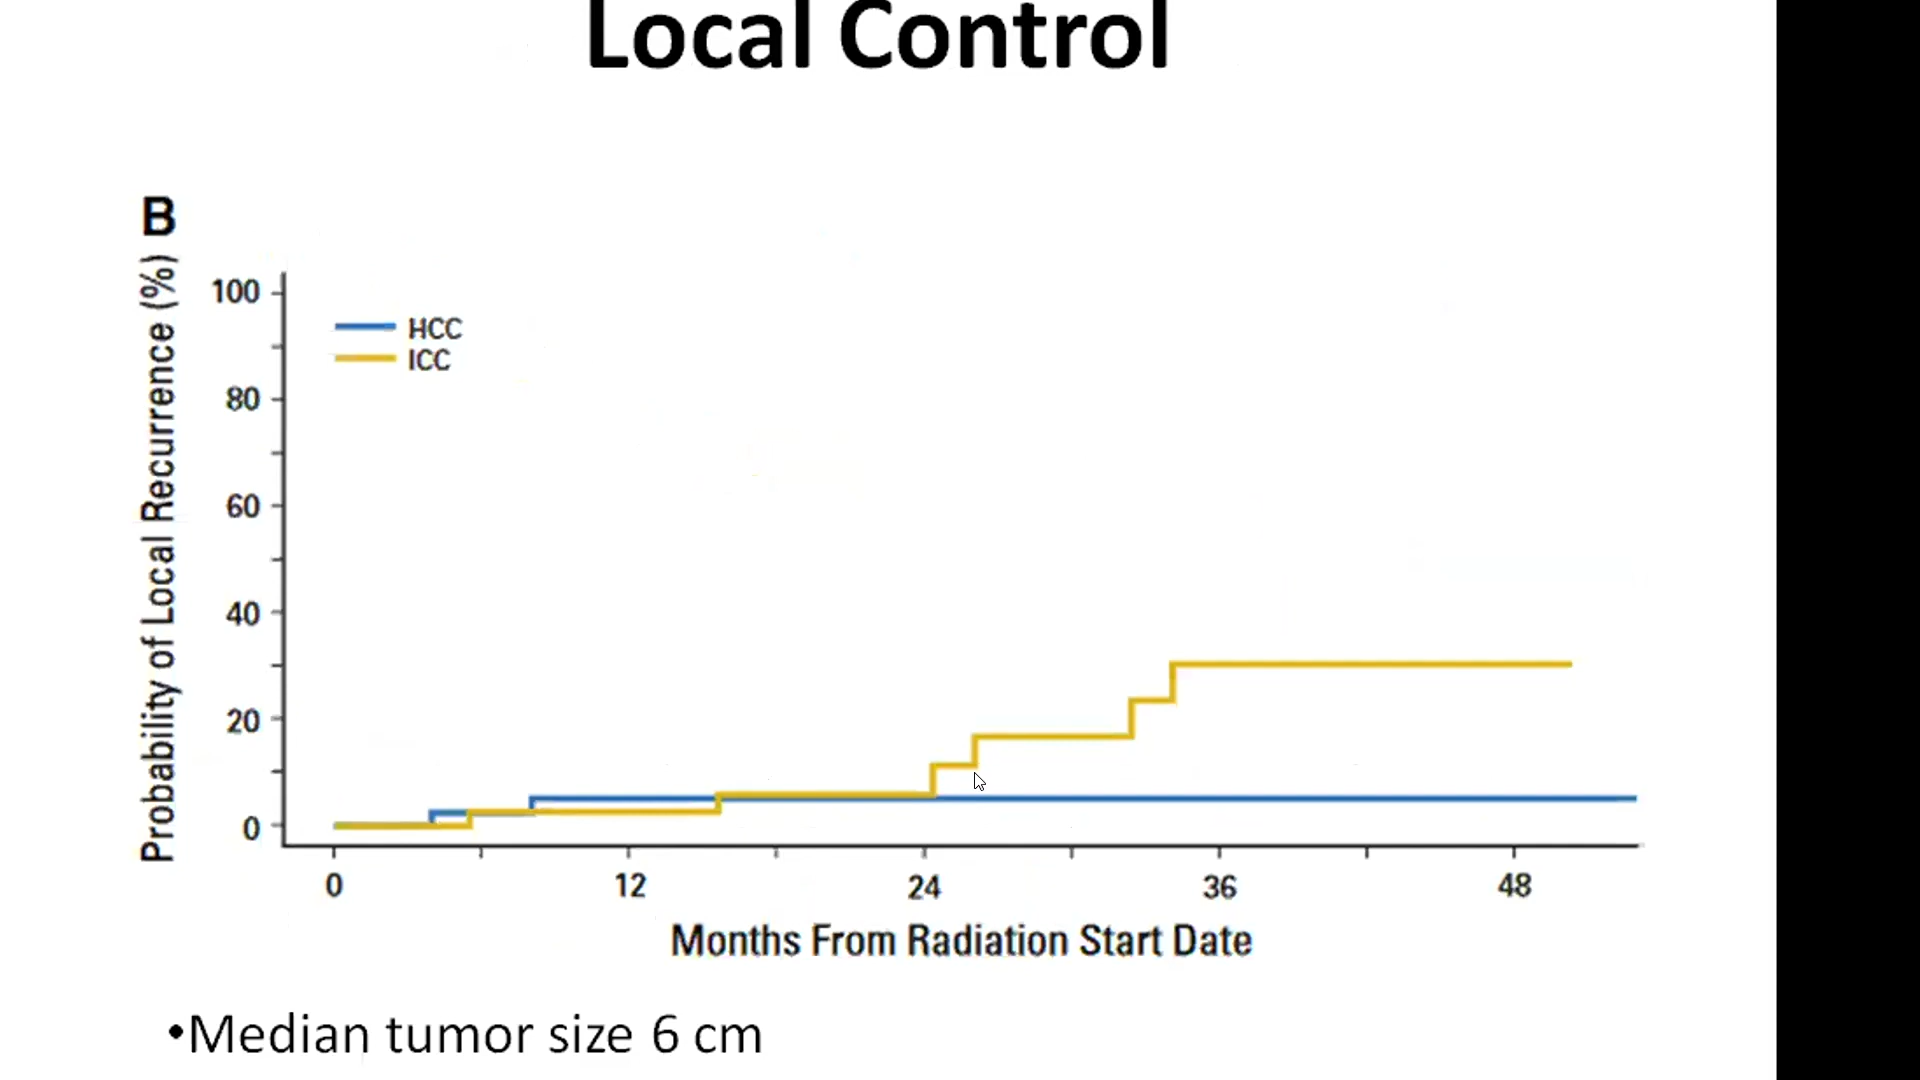 Local Control
B
Probability of Local Recurrence (%)
100
80
60
40
20
0
HCC
ICC
0 12 24 36 48
Months From Radiation Start Date
•Median tumor size 6 cm